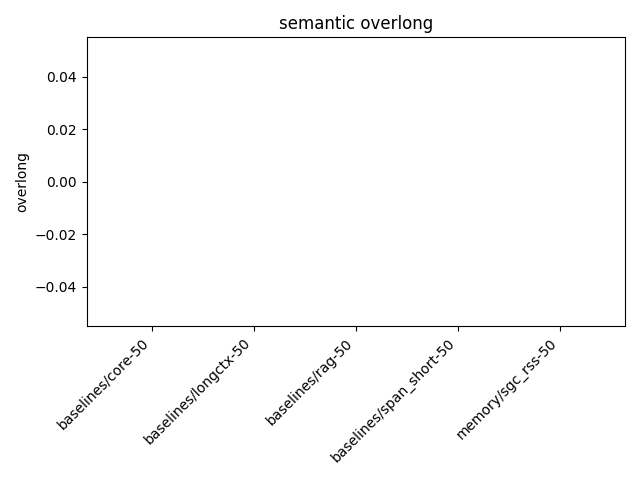 semantic overlong
0.04
0.02
0.00
−0.02
−0.04
overlong
baselines/core-50
baselines/longctx-50
baselines/rag-50
baselines/span_short-50
memory/sgc_rss-50